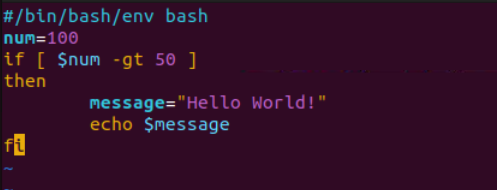 #/bin/bash/env bash
num=100
if [ $num -gt 50 ]
then
        message="Hello World!"
        echo $message
fi
~
~